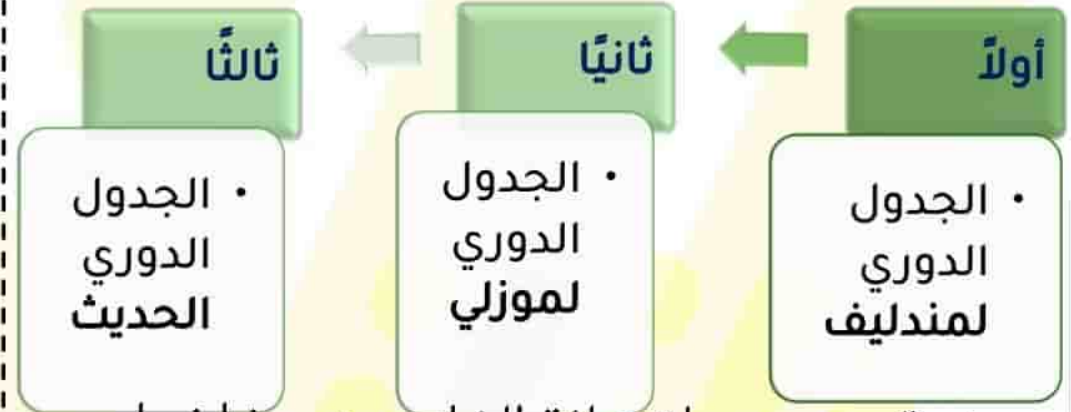 أولاً
• الجدول
الدوري
لمندليف
ثانيًا
• الجدول
الدوري
لموزلي
ثالثًا
• الجدول
الدوري
الحديث